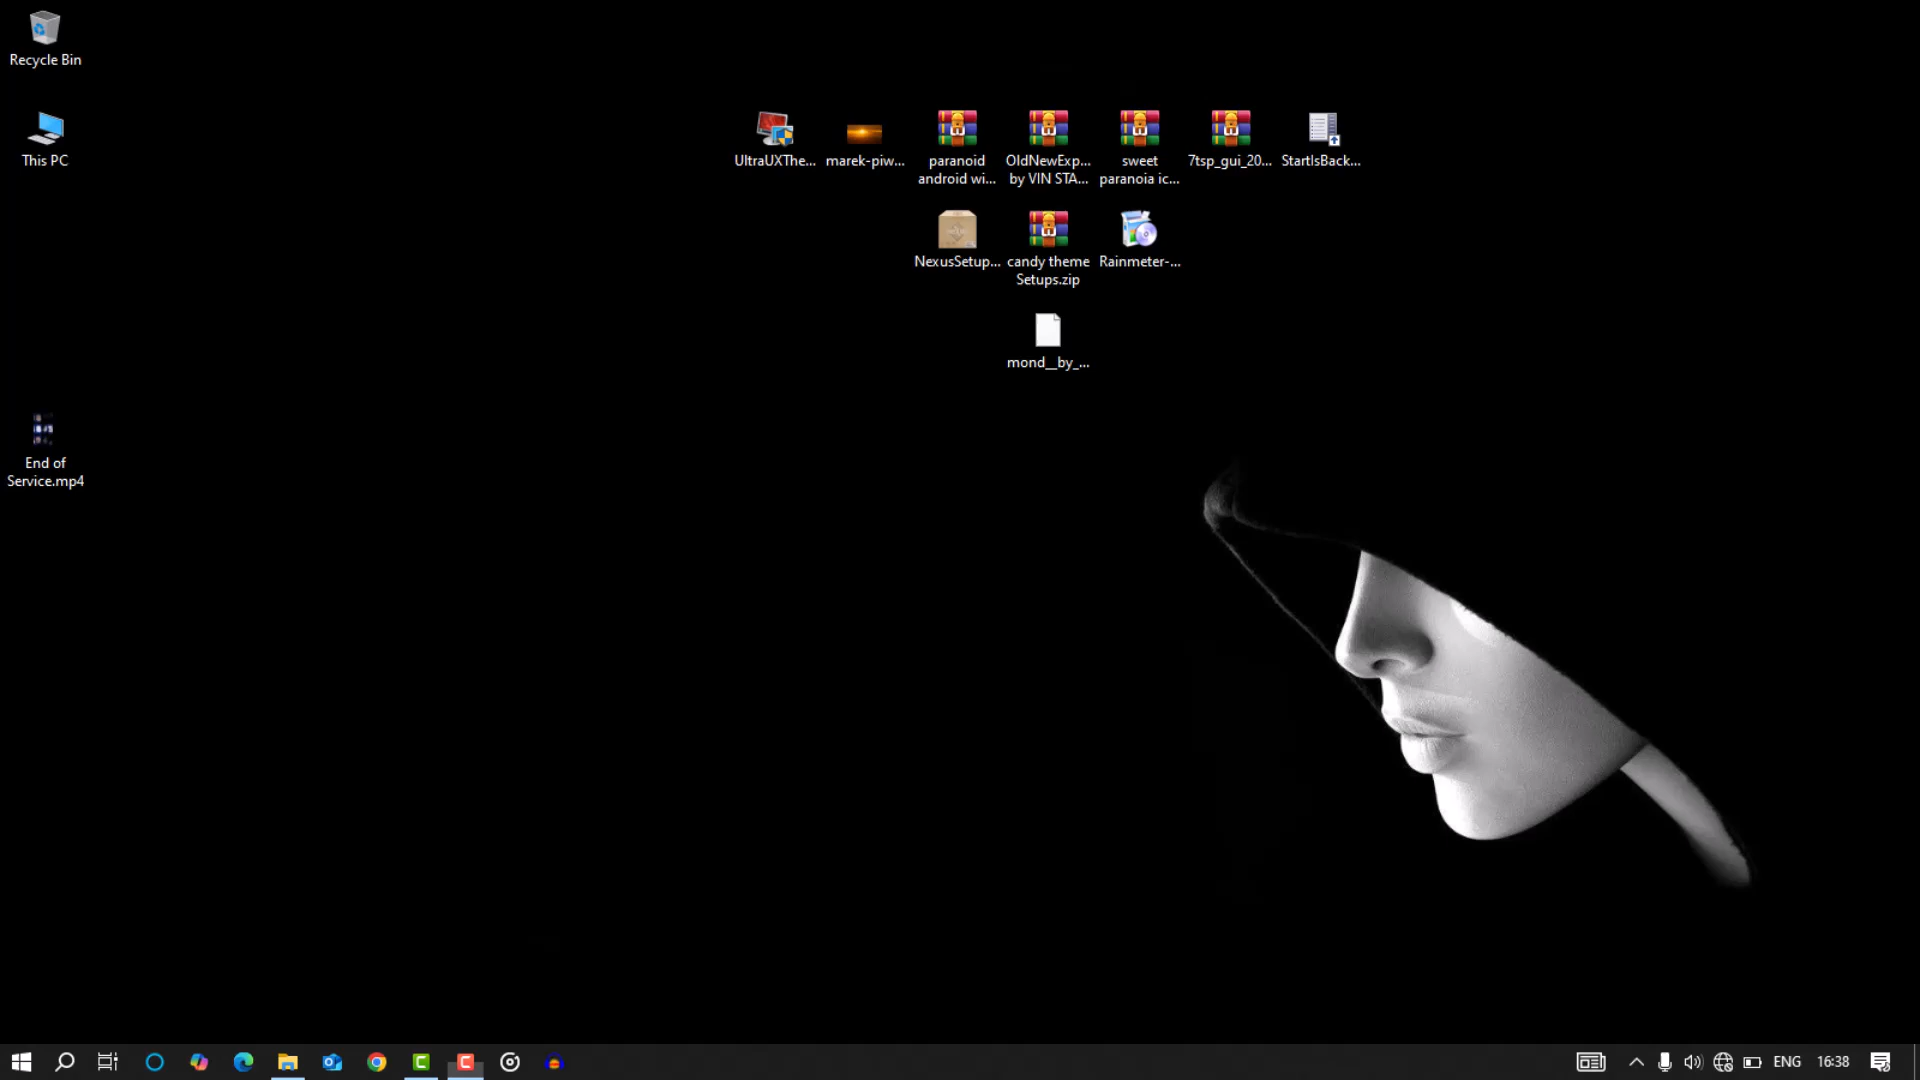 Recycle Bin
This PC
UltraUXThe...
marek-piw...
paranoid
android wi...
OldNewExp...
by VIN STA...
sweet
paranoia ic...
7tsp_gui_20...
StartIsBack...
NexusSetup...
candy theme
Setups.zip
Rainmeter-...
mond__by_...
End of
Service.mp4
ENG
16:38